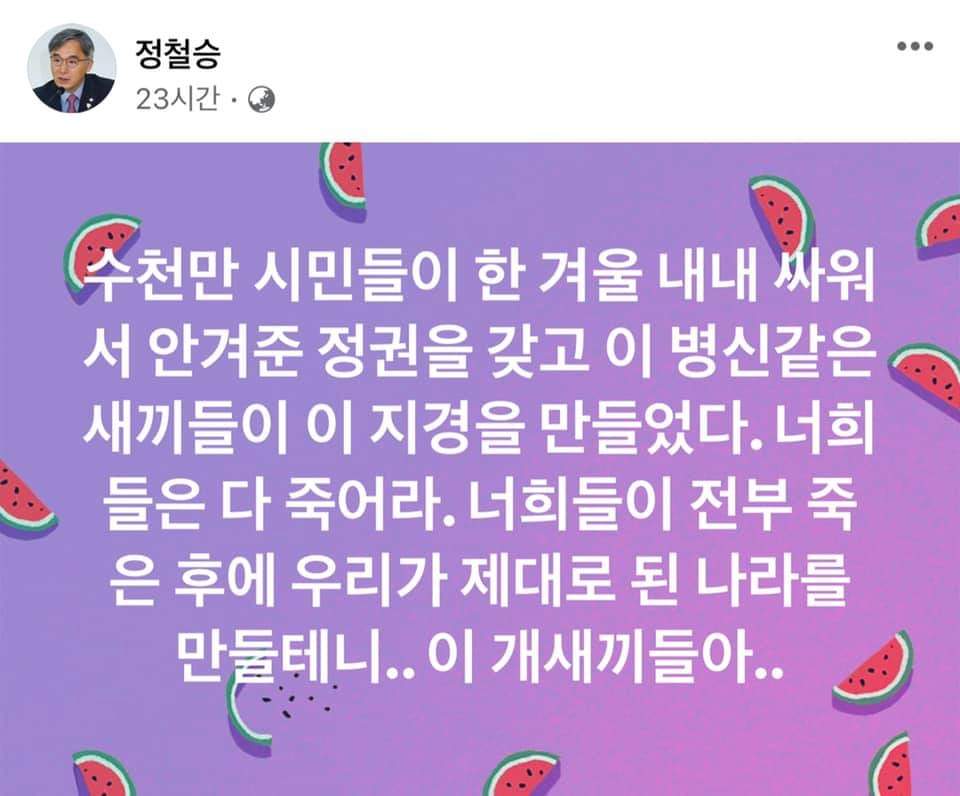 정철승
23시간 ·
수천만 시민들이 한 겨울 내내 싸워
서 안겨준 정권을 갖고 이 병신같은
새끼들이 이 지경을 만들었다. 너희
들은 다 죽어라. 너희들이 전부 죽
은 후에 우리가 제대로 된 나라를
만들테니.. 이 개새끼들아..